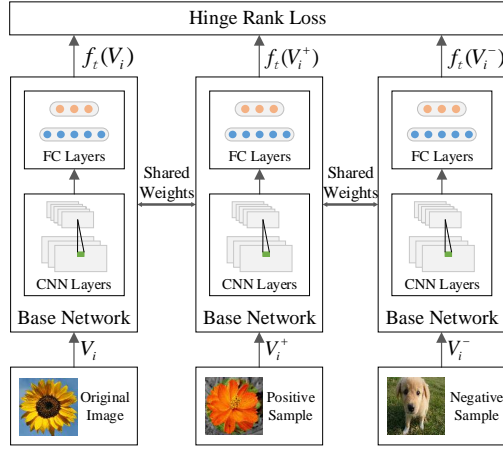 Hinge Rank Loss
f_t(V_i) f_t(V_i^+) f_t(V_i^-)
FC Layers FC Layers FC Layers
Shared Weights Shared Weights
CNN Layers CNN Layers CNN Layers
Base Network Base Network Base Network
V_i V_i^+ V_i^-
Original Positive Negative
Image Sample Sample